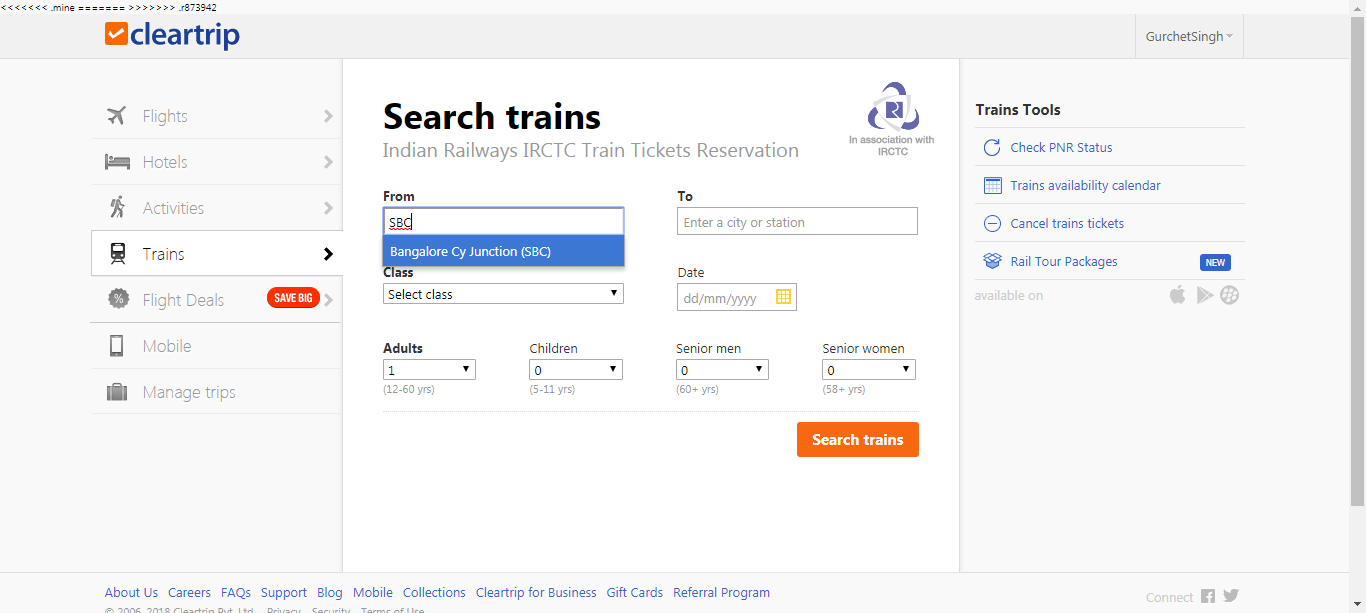 <<<<<<< .mine ======= >>>>>>> .r873942
cleartrip
GurchetSingh
Flights
Hotels
Activities
Trains
Flight Deals SAVE BIG
Mobile
Manage trips
Search trains
Indian Railways IRCTC Train Tickets Reservation
In association with
IRCTC
From
To
SBC
Enter a city or station
Bangalore Cy Junction (SBC)
Class
Date
Select class
dd/mm/yyyy
Adults
Children
Senior men
Senior women
1
0
0
0
(12-60 yrs)
(5-11 yrs)
(60+ yrs)
(58+ yrs)
Search trains
Trains Tools
Check PNR Status
Trains availability calendar
Cancel trains tickets
Rail Tour Packages NEW
available on
About Us Careers FAQs Support Blog Mobile Collections Cleartrip for Business Gift Cards Referral Program
Connect
© 2006-2018 Cleartrip Pvt. Ltd. Privacy Security Terms of Use